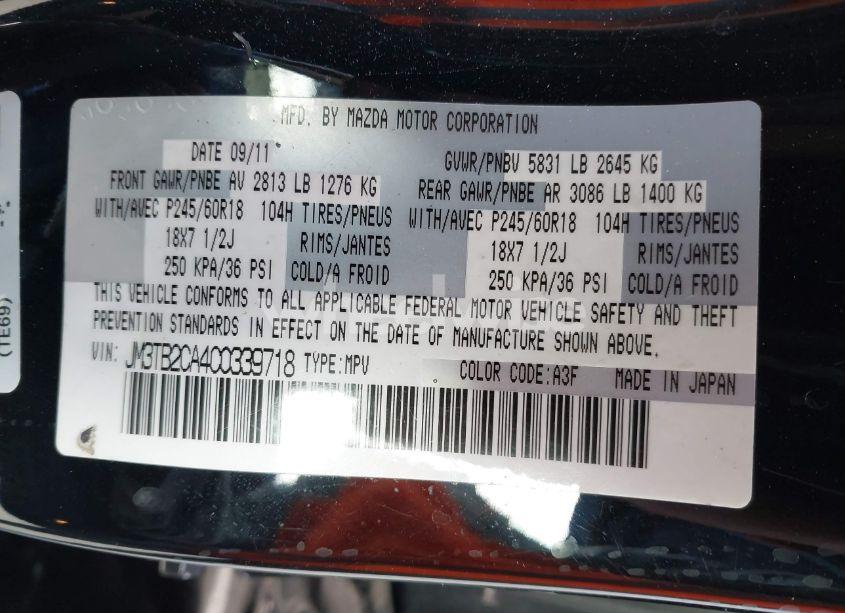 MFD. BY MAZDA MOTOR CORPORATION
DATE 09/11
GVWR/PNBV 5831 LB 2645 KG
FRONT GAWR/PNBE AV 2813 LB 1276 KG
REAR GAWR/PNBE AR 3086 LB 1400 KG
WITH/AVEC P245/60R18 104H TIRES/PNEUS
WITH/AVEC P245/60R18 104H TIRES/PNEUS
18X7 1/2J RIMS/JANTES
18X7 1/2J RIMS/JANTES
250 KPA/36 PSI COLD/A FROID
250 KPA/36 PSI COLD/A FROID
THIS VEHICLE CONFORMS TO ALL APPLICABLE FEDERAL MOTOR VEHICLE SAFETY AND THEFT
PREVENTION STANDARDS IN EFFECT ON THE DATE OF MANUFACTURE SHOWN ABOVE.
VIN: JM3TB2CA4C0339718 TYPE:MPV COLOR CODE:A3F MADE IN JAPAN
(TE69)